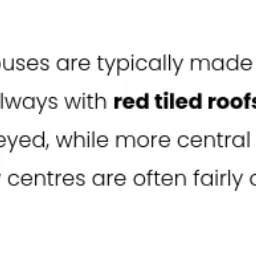 ouses are typically made
lways with red tiled roofs
eyed, while more central
centres are often fairly